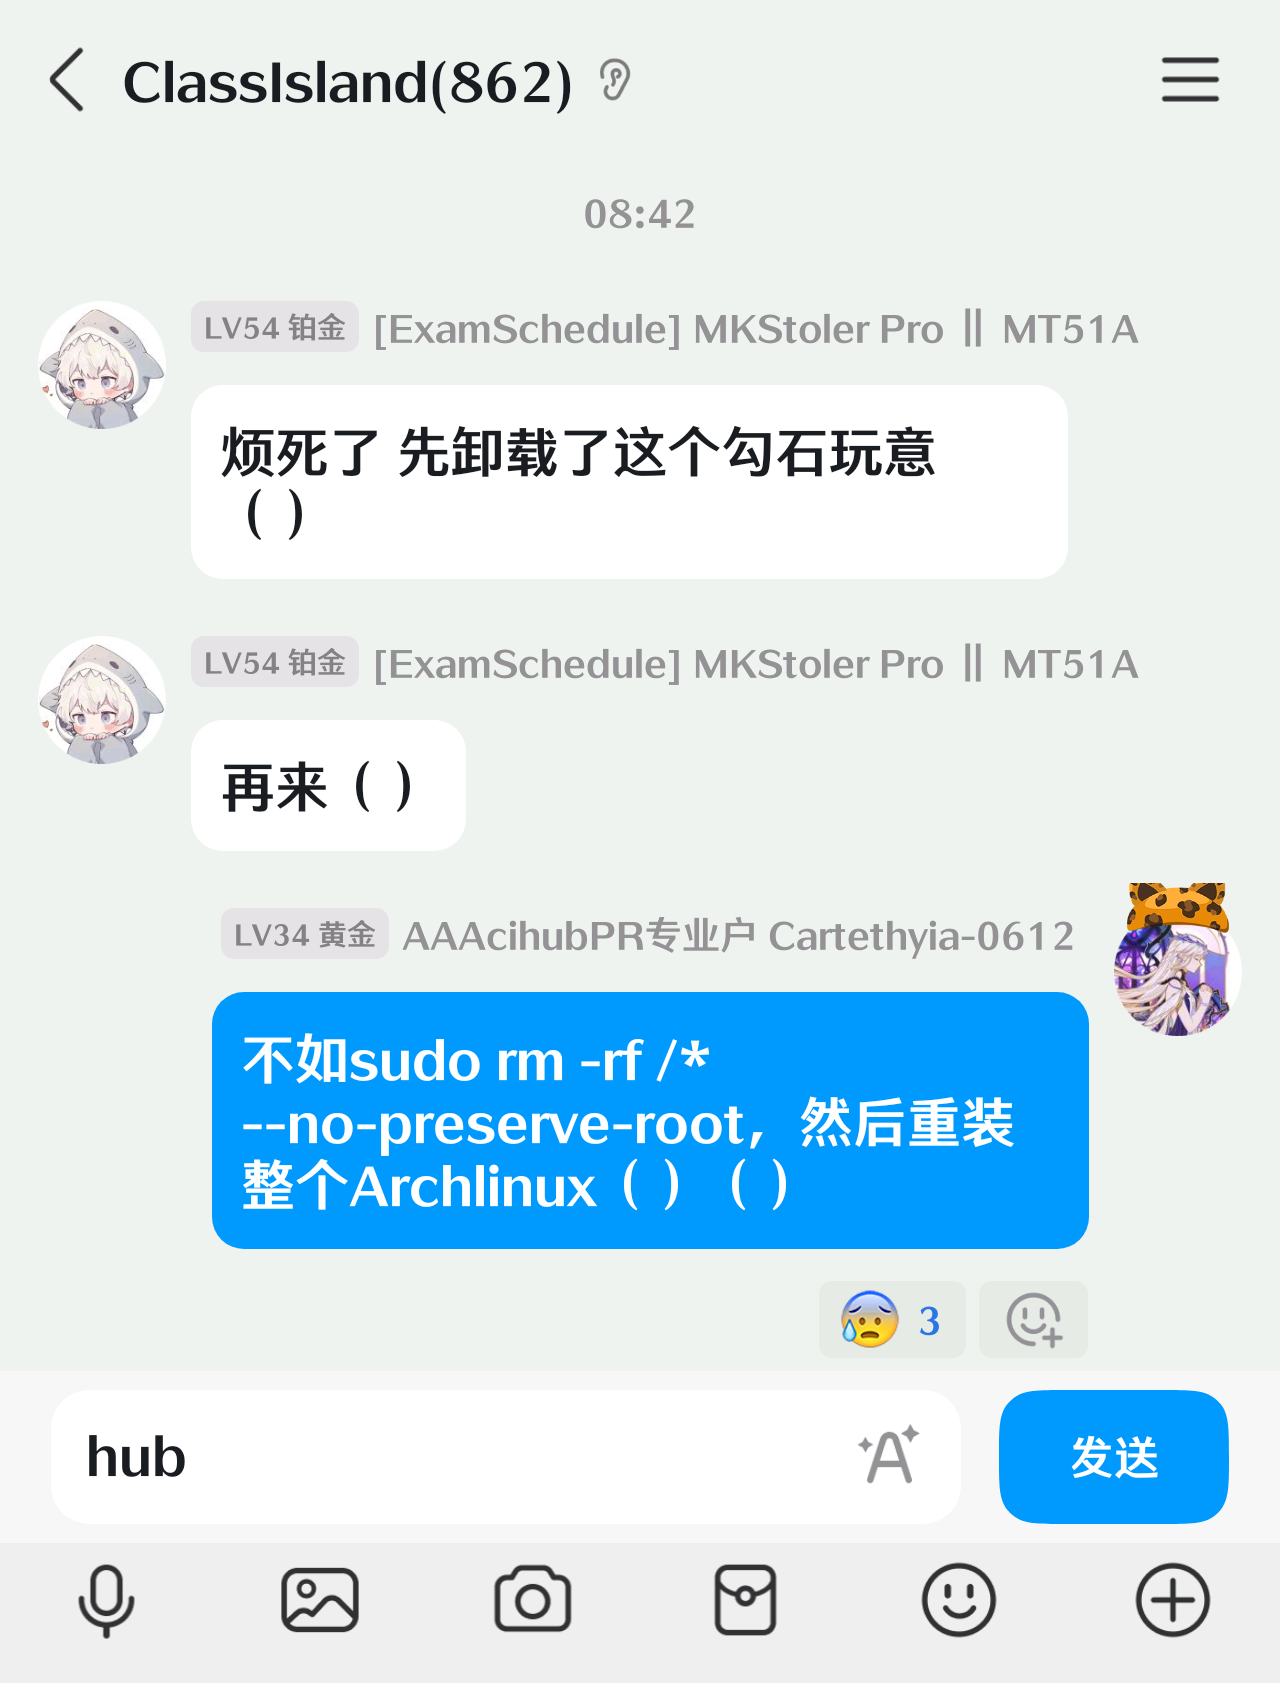 ClassIsland(862)
08:42
LV54 铂金 [ExamSchedule] MKStoler Pro || MT51A
烦死了 先卸载了这个勾石玩意
（ ）
LV54 铂金 [ExamSchedule] MKStoler Pro || MT51A
再来（ ）
LV34 黄金 AAAcihubPR专业户 Cartethyia-0612
不如sudo rm -rf /*
--no-preserve-root，然后重装
整个Archlinux（ ）（ ）
3
hub
发送